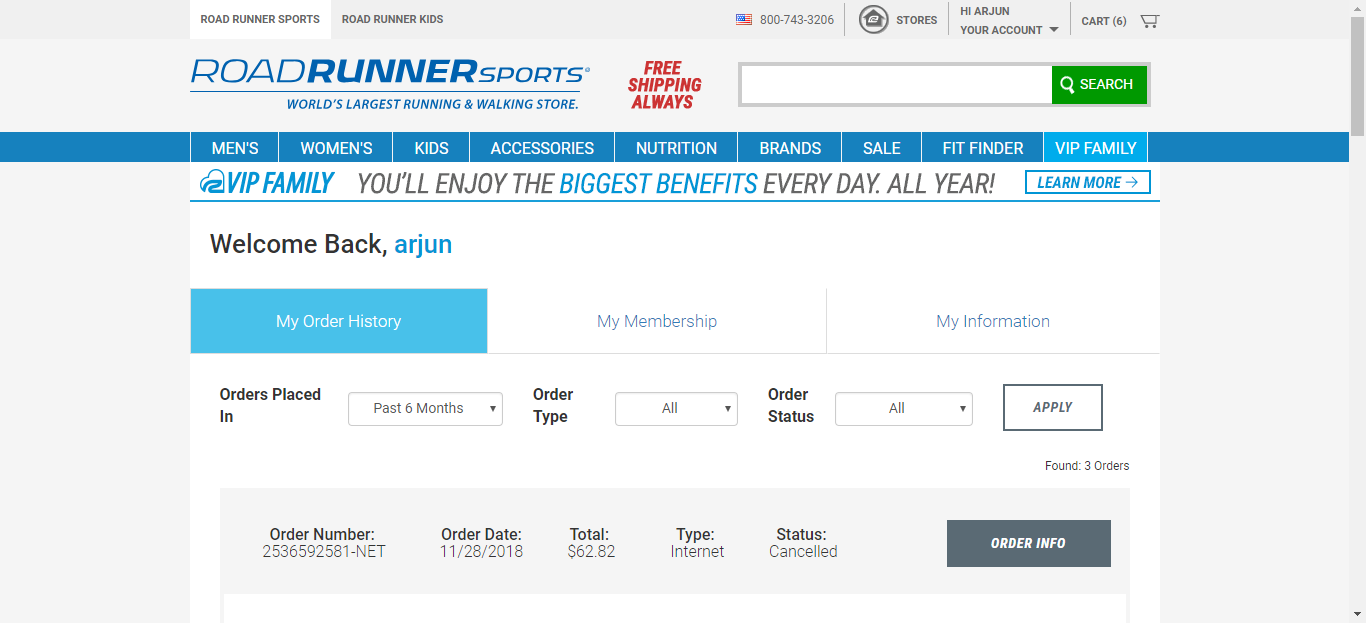 ROAD RUNNER SPORTS
ROAD RUNNER KIDS
800-743-3206
STORES
HI ARJUN
YOUR ACCOUNT
CART (6)
ROADRUNNERSPORTS®
WORLD'S LARGEST RUNNING & WALKING STORE.
FREE
SHIPPING
ALWAYS
SEARCH
MEN'S
WOMEN'S
KIDS
ACCESSORIES
NUTRITION
BRANDS
SALE
FIT FINDER
VIP FAMILY
VIP FAMILY YOU'LL ENJOY THE BIGGEST BENEFITS EVERY DAY. ALL YEAR! LEARN MORE →
Welcome Back, arjun
My Order History
My Membership
My Information
Orders Placed
In
Past 6 Months
Order
Type
All
Order
Status
All
APPLY
Found: 3 Orders
Order Number:
2536592581-NET
Order Date:
11/28/2018
Total:
$62.82
Type:
Internet
Status:
Cancelled
ORDER INFO